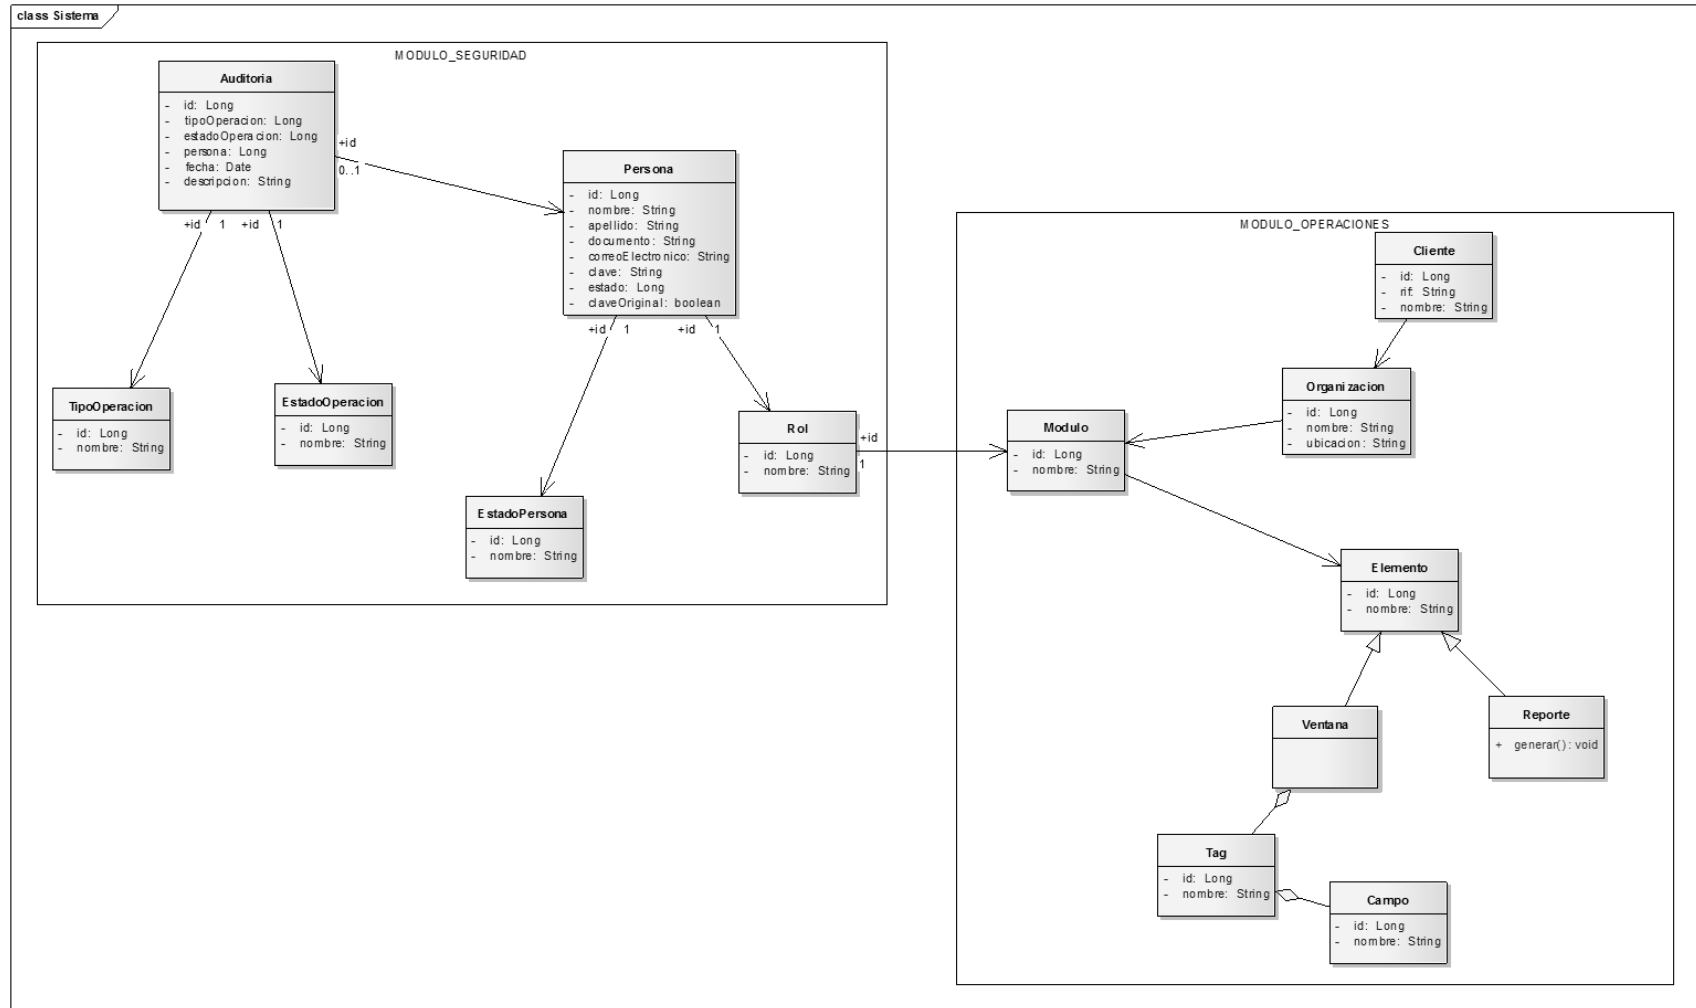 class Sistema
MODULO_SEGURIDAD
Auditoria
- id: Long
- tipoOperacion: Long
- estadoOperacion: Long
- persona: Long
- fecha: Date
- descripcion: String
+id
0..1
+id 1
+id 1
Persona
- id: Long
- nombre: String
- apellido: String
- documento: String
- correoElectronico: String
- clave: String
- estado: Long
- claveOriginal: boolean
+id 1
+id 1
TipoOperacion
- id: Long
- nombre: String
EstadoOperacion
- id: Long
- nombre: String
EstadoPersona
- id: Long
- nombre: String
Rol
- id: Long
- nombre: String
+id
1
MODULO_OPERACIONES
Cliente
- id: Long
- rif: String
- nombre: String
Organizacion
- id: Long
- nombre: String
- ubicacion: String
Modulo
- id: Long
- nombre: String
Elemento
- id: Long
- nombre: String
Ventana
Reporte
+ generar(): void
Tag
- id: Long
- nombre: String
Campo
- id: Long
- nombre: String